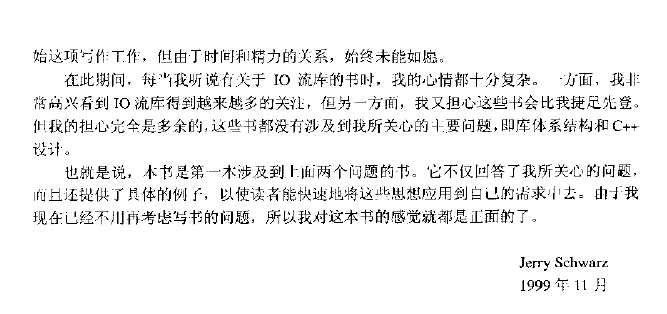 始这项写作工作，但由于时间和精力的关系，始终未能如愿。
在此期间，每当我听说有关于 IO 流库的书时，我的心情都十分复杂。一方面，我非
常高兴看到 IO 流库得到越来越多的关注，但另一方面，我又担心这些书会比我捷足先登。
但我的担心完全是多余的，这些书都没有涉及到我所关心的主要问题，即库体系结构和 C++
设计。
也就是说，本书是第一本涉及到上面两个问题的书。它不仅回答了我所关心的问题，
而且还提供了具体的例子，以使读者能快速地将这些思想应用到自己的需求中去。由于我
现在已经不用再考虑写书的问题，所以我对这本书的感觉就都是正面的了。
Jerry Schwarz
1999 年 11 月